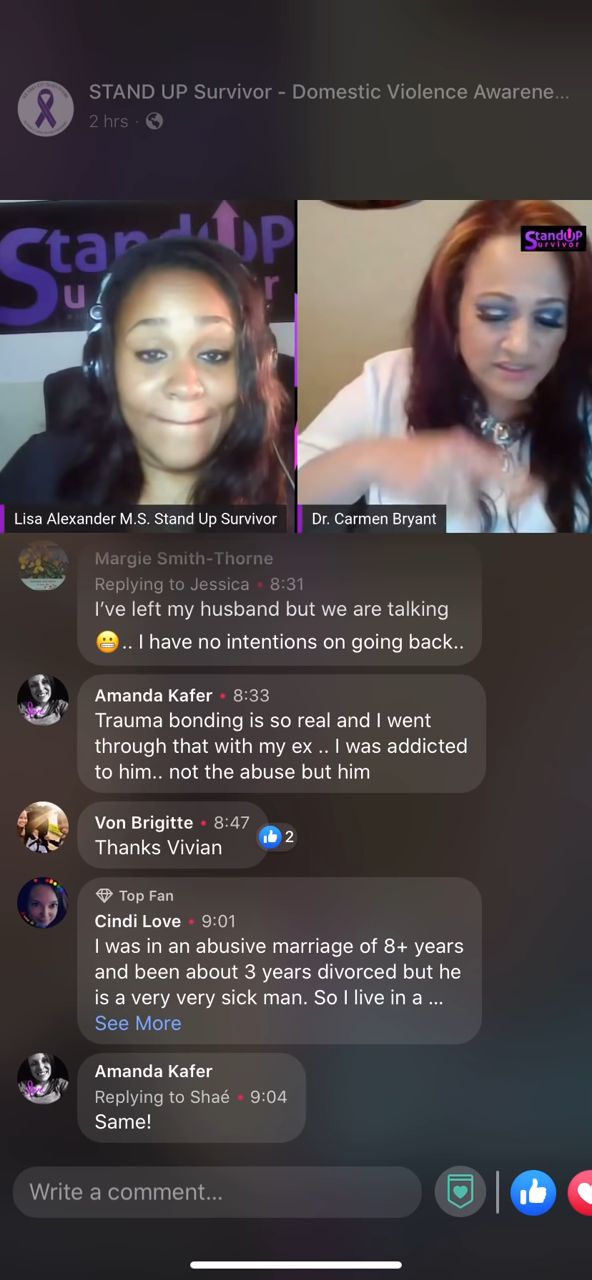 STAND UP Survivor - Domestic Violence Awarene...
2 hrs ·
StandUP
StandUP
Survivor
Lisa Alexander M.S. Stand Up Survivor
Dr. Carmen Bryant
Margie Smith-Thorne
Replying to Jessica • 8:31
I've left my husband but we are talking
😬.. I have no intentions on going back..
Amanda Kafer • 8:33
Trauma bonding is so real and I went
through that with my ex .. I was addicted
to him.. not the abuse but him
Von Brigitte • 8:47
Thanks Vivian
2
Top Fan
Cindi Love • 9:01
I was in an abusive marriage of 8+ years
and been about 3 years divorced but he
is a very very sick man. So I live in a ...
See More
Amanda Kafer
Replying to Shaé • 9:04
Same!
Write a comment...